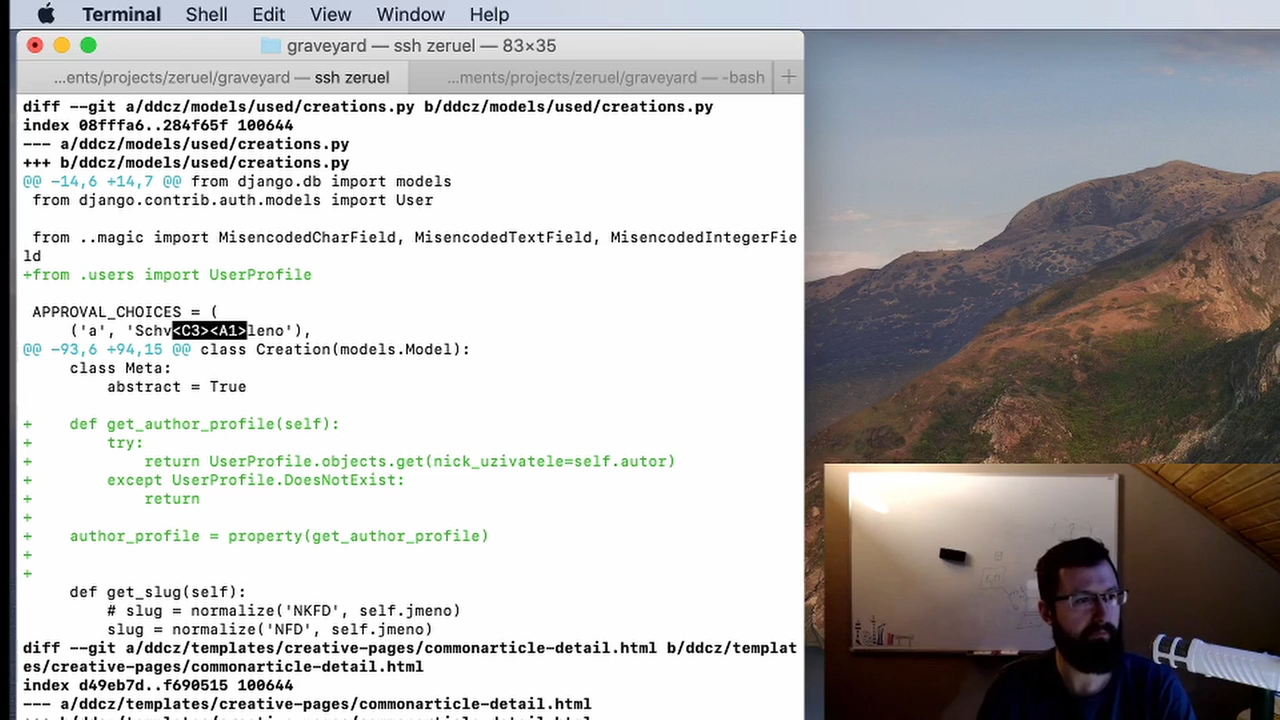 Terminal Shell Edit View Window Help
graveyard — ssh zeruel — 83×35
...ents/projects/zeruel/graveyard — ssh zeruel ...ments/projects/zeruel/graveyard — -bash +
diff --git a/ddcz/models/used/creations.py b/ddcz/models/used/creations.py
index 08fffa6..284f65f 100644
--- a/ddcz/models/used/creations.py
+++ b/ddcz/models/used/creations.py
@@ -14,6 +14,7 @@ from django.db import models
from django.contrib.auth.models import User
from ..magic import MisencodedCharField, MisencodedTextField, MisencodedIntegerFie
ld
+from .users import UserProfile
APPROVAL_CHOICES = (
('a', 'Schv<C3><A1>leno'),
@@ -93,6 +94,15 @@ class Creation(models.Model):
class Meta:
abstract = True
+ def get_author_profile(self):
+ try:
+ return UserProfile.objects.get(nick_uzivatele=self.autor)
+ except UserProfile.DoesNotExist:
+ return
+
+ author_profile = property(get_author_profile)
+
+
def get_slug(self):
# slug = normalize('NKFD', self.jmeno)
slug = normalize('NFD', self.jmeno)
diff --git a/ddcz/templates/creative-pages/commonarticle-detail.html b/ddcz/templat
es/creative-pages/commonarticle-detail.html
index d49eb7d..f690515 100644
--- a/ddcz/templates/creative-pages/commonarticle-detail.html
+++ b/ddcz/templates/creative-pages/commonarticle-detail.html